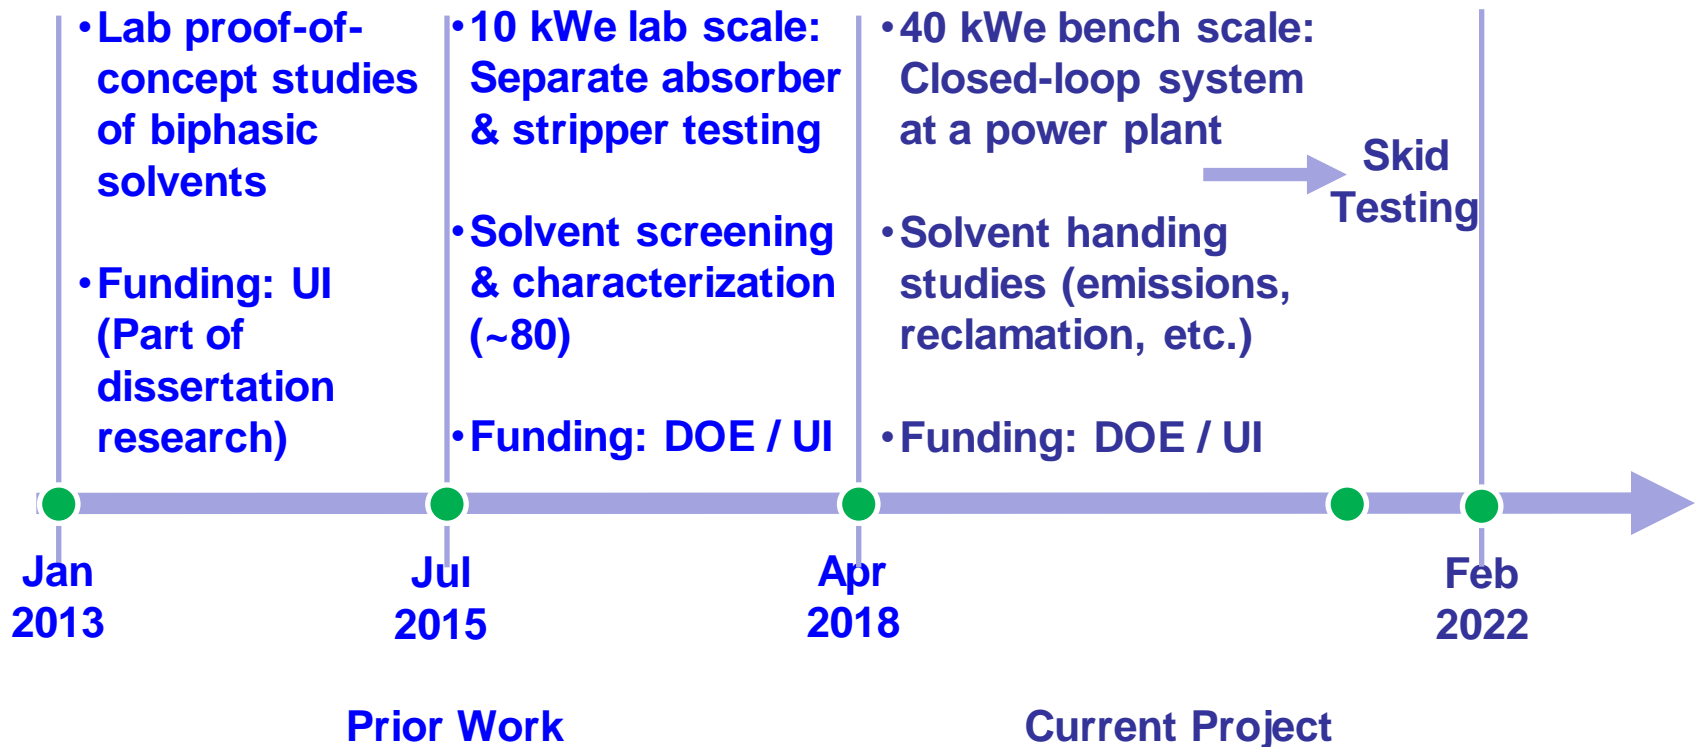 •Lab proof-of-
concept studies
of biphasic
solvents
•Funding: UI
(Part of
dissertation
research)
•10 kWe lab scale:
Separate absorber
& stripper testing
•Solvent screening
& characterization
(~80)
•Funding: DOE / UI
•40 kWe bench scale:
Closed-loop system
at a power plant
•Solvent handing
studies (emissions,
reclamation, etc.)
•Funding: DOE / UI
Skid
Testing
Jan
2013
Jul
2015
Apr
2018
Feb
2022
Prior Work
Current Project